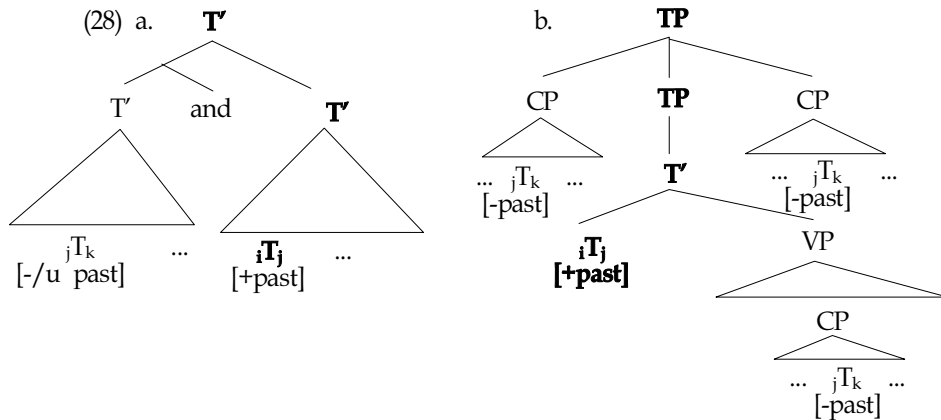 (28) a. T′ b. TP
T′ and T′ CP TP CP
... jTk ... ... jTk ...
[-past] T′ [-past]
jTk ... iTj ... iTj VP
[-/u past] [+past] [+past]
CP
... jTk ...
[-past]